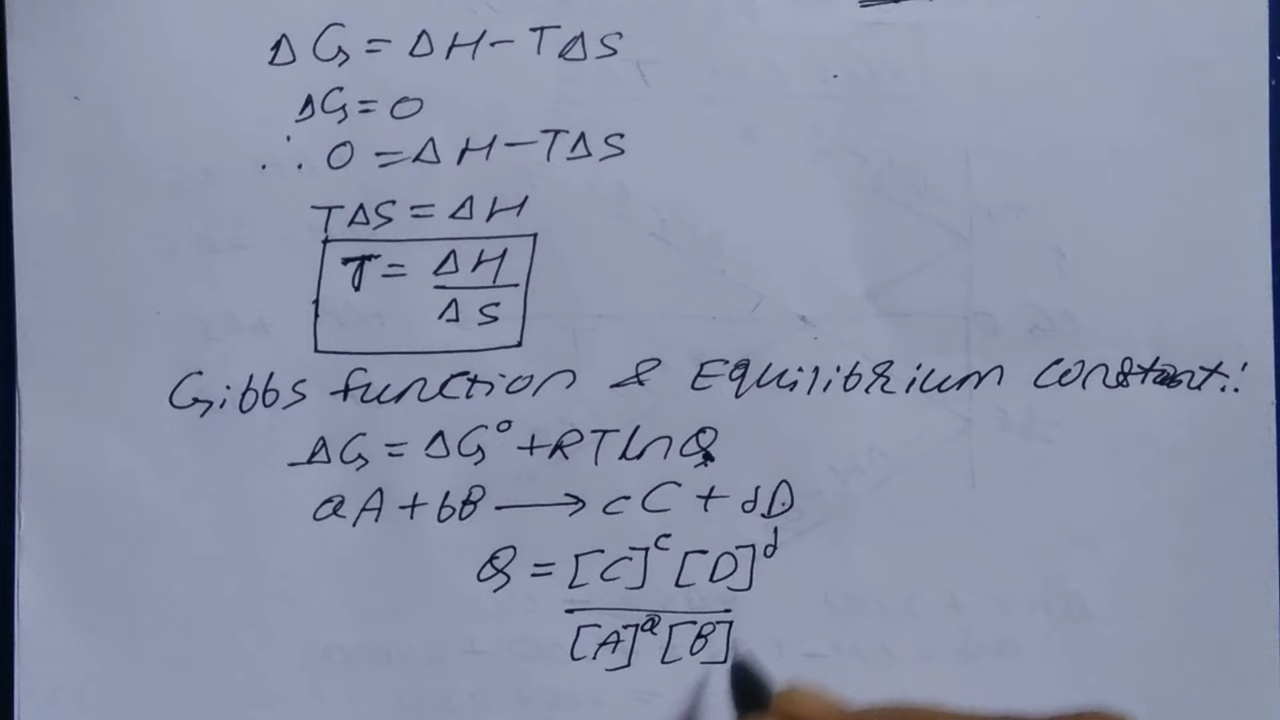 ΔG = ΔH - TΔS
ΔG = 0
∴ 0 = ΔH - TΔS
TΔS = ΔH
T = ΔH / ΔS
Gibbs function & Equilibrium constant:
ΔG = ΔG° + RT ln Q
aA + bB ⟶ cC + dD
Q = [C]^c [D]^d / [A]^a [B]